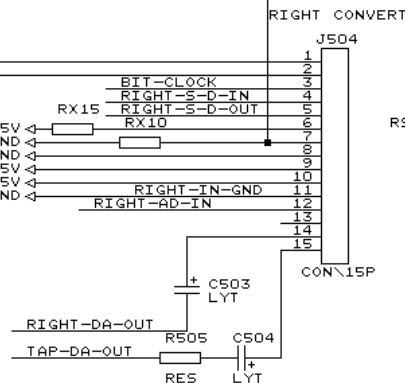 RIGHT CONVERT
J504
1
2
BIT-CLOCK 3
RIGHT-S-D-IN 4
RX15 RIGHT-S-D-OUT 5
5V RX10 6
ND 7
ND 8
5V 9
5V 10
ND RIGHT-IN-GND 11
RIGHT-AD-IN 12
13
14
15
CON\15P
+ C503
LYT
RIGHT-DA-OUT
R505 C504
TAP-DA-OUT
+
RES LYT